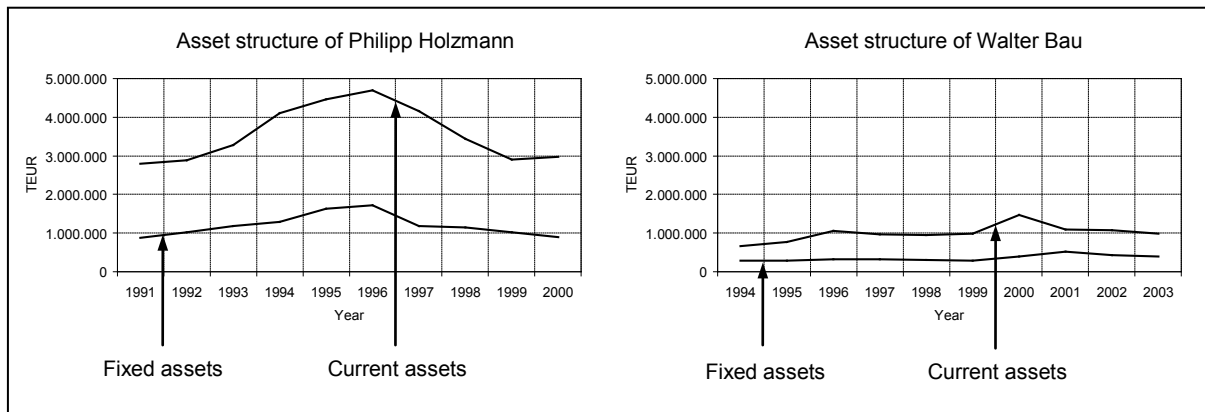 Asset structure of Philipp Holzmann
5.000.000
4.000.000
3.000.000
2.000.000
1.000.000
0
TEUR
1991 1992 1993 1994 1995 1996 1997 1998 1999 2000
Year
Fixed assets
Current assets
Asset structure of Walter Bau
5.000.000
4.000.000
3.000.000
2.000.000
1.000.000
0
TEUR
1994 1995 1996 1997 1998 1999 2000 2001 2002 2003
Year
Fixed assets
Current assets